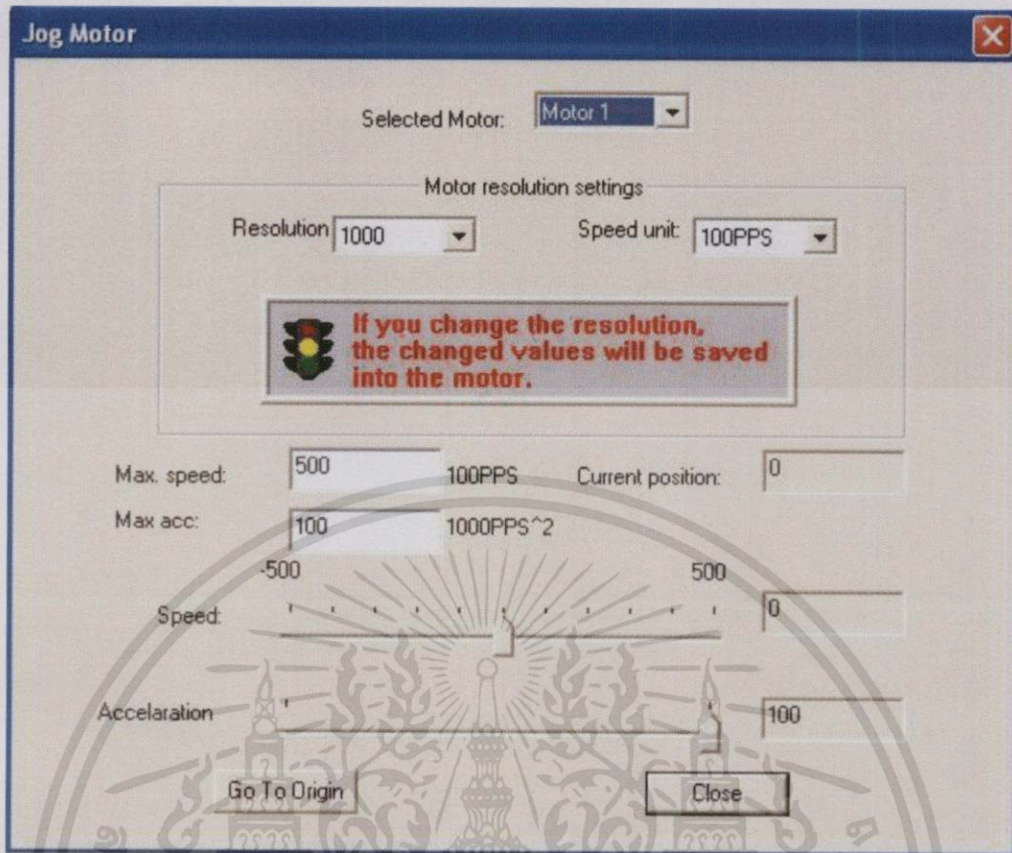 Jog Motor
Selected Motor: Motor 1
Motor resolution settings
Resolution 1000 Speed unit: 100PPS
If you change the resolution,
the changed values will be saved
into the motor.
Max. speed: 500 100PPS Current position: 0
Max acc: 100 1000PPS^2
-500 500
Speed: 0
Accelaration 100
Go To Origin Close